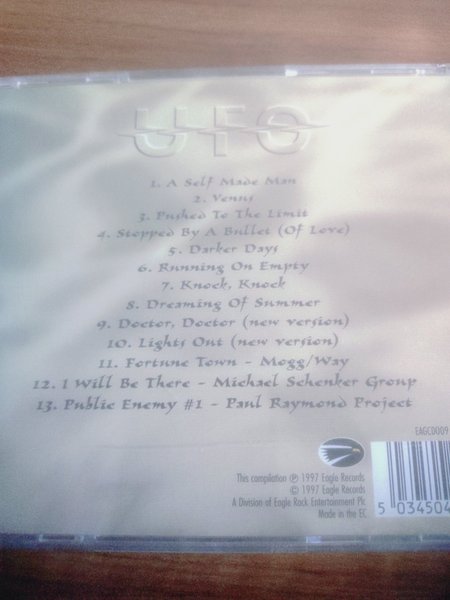 UFO
1. A Self Made Man
2. Venus
3. Pushed To The Limit
4. Stopped By A Bullet (Of Love)
5. Darker Days
6. Running On Empty
7. Knock, Knock
8. Dreaming Of Summer
9. Doctor, Doctor (new version)
10. Lights Out (new version)
11. Fortune Town - Mogg/Way
12. I Will Be There - Michael Schenker Group
13. Public Enemy #1 - Paul Raymond Project
EAGCD009
This compilation ℗ 1997 Eagle Records
© 1997 Eagle Records
A Division of Eagle Rock Entertainment Plc
Made in the EC
5 034504